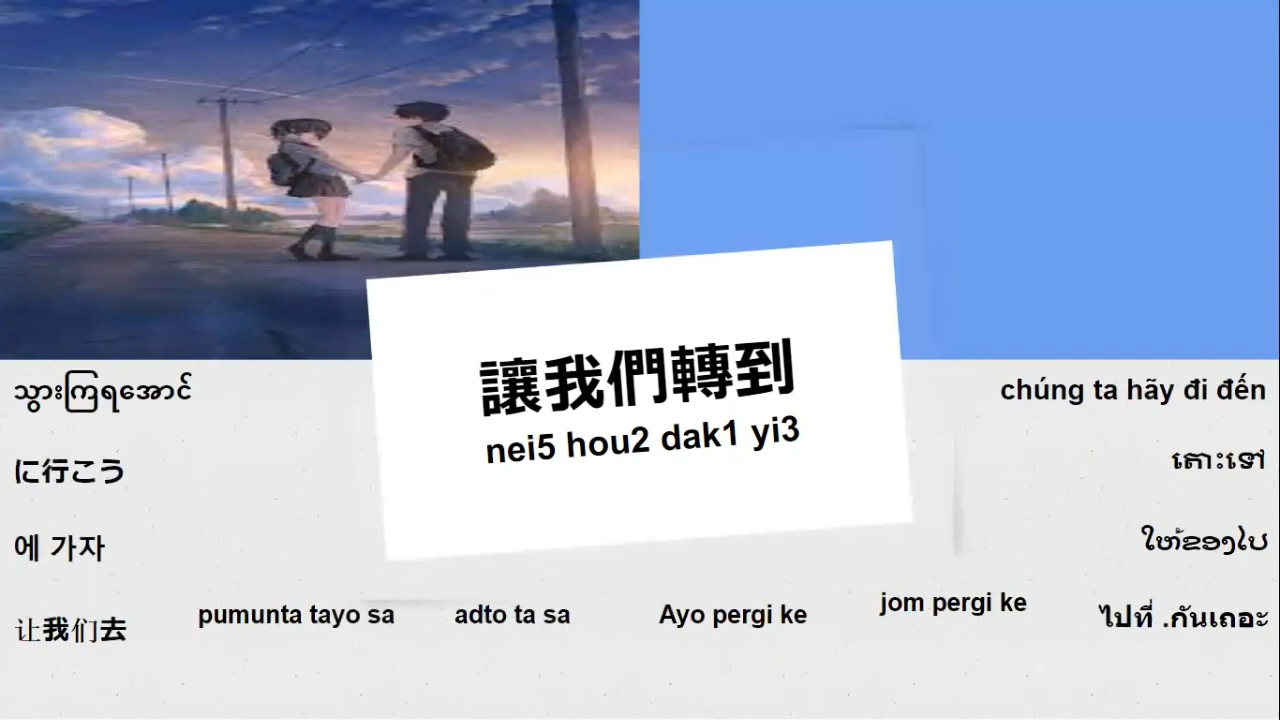 讓我們轉到
nei5 hou2 dak1 yi3
သွားကြရအောင်
に行こう
에 가자
让我们去
pumunta tayo sa
adto ta sa
Ayo pergi ke
jom pergi ke
chúng ta hãy đi đến
តោះទៅ
ໃຫ້ຂອງໄປ
ไปที่ .กันเถอะ